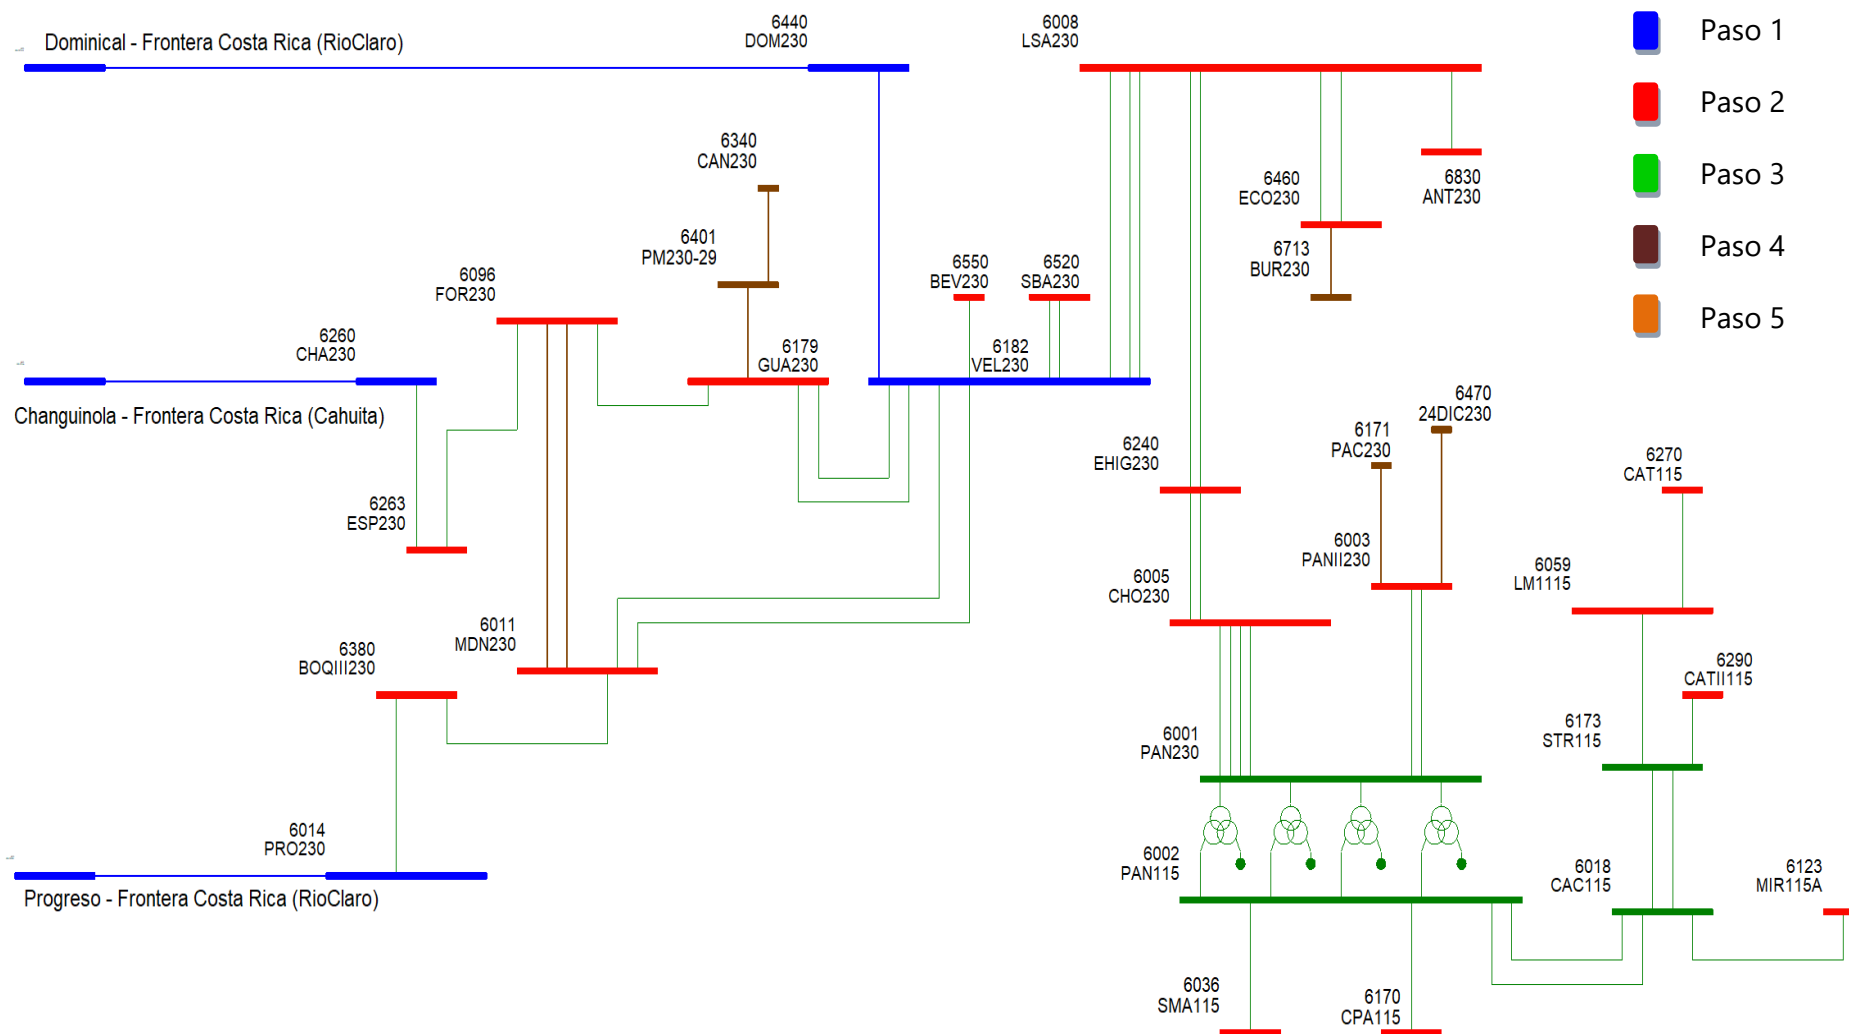 6440
DOM230
6008
LSA230
Paso 1
Dominical - Frontera Costa Rica (RioClaro)
Paso 2
6340
CAN230
Paso 3
6460
ECO230
6830
ANT230
6401
PM230-29
6713
BUR230
Paso 4
6096
FOR230
6550
BEV230
6520
SBA230
Paso 5
6260
CHA230
6179
GUA230
6182
VEL230
Changuinola - Frontera Costa Rica (Cahuita)
6470
24DIC230
6171
PAC230
6240
EHIG230
6270
CAT115
6263
ESP230
6003
PANII230
6059
LM1115
6005
CHO230
6011
MDN230
6380
BOQIII230
6290
CATII115
6173
STR115
6001
PAN230
6014
PRO230
6002
PAN115
6018
CAC115
6123
MIR115A
Progreso - Frontera Costa Rica (RioClaro)
6036
SMA115
6170
CPA115